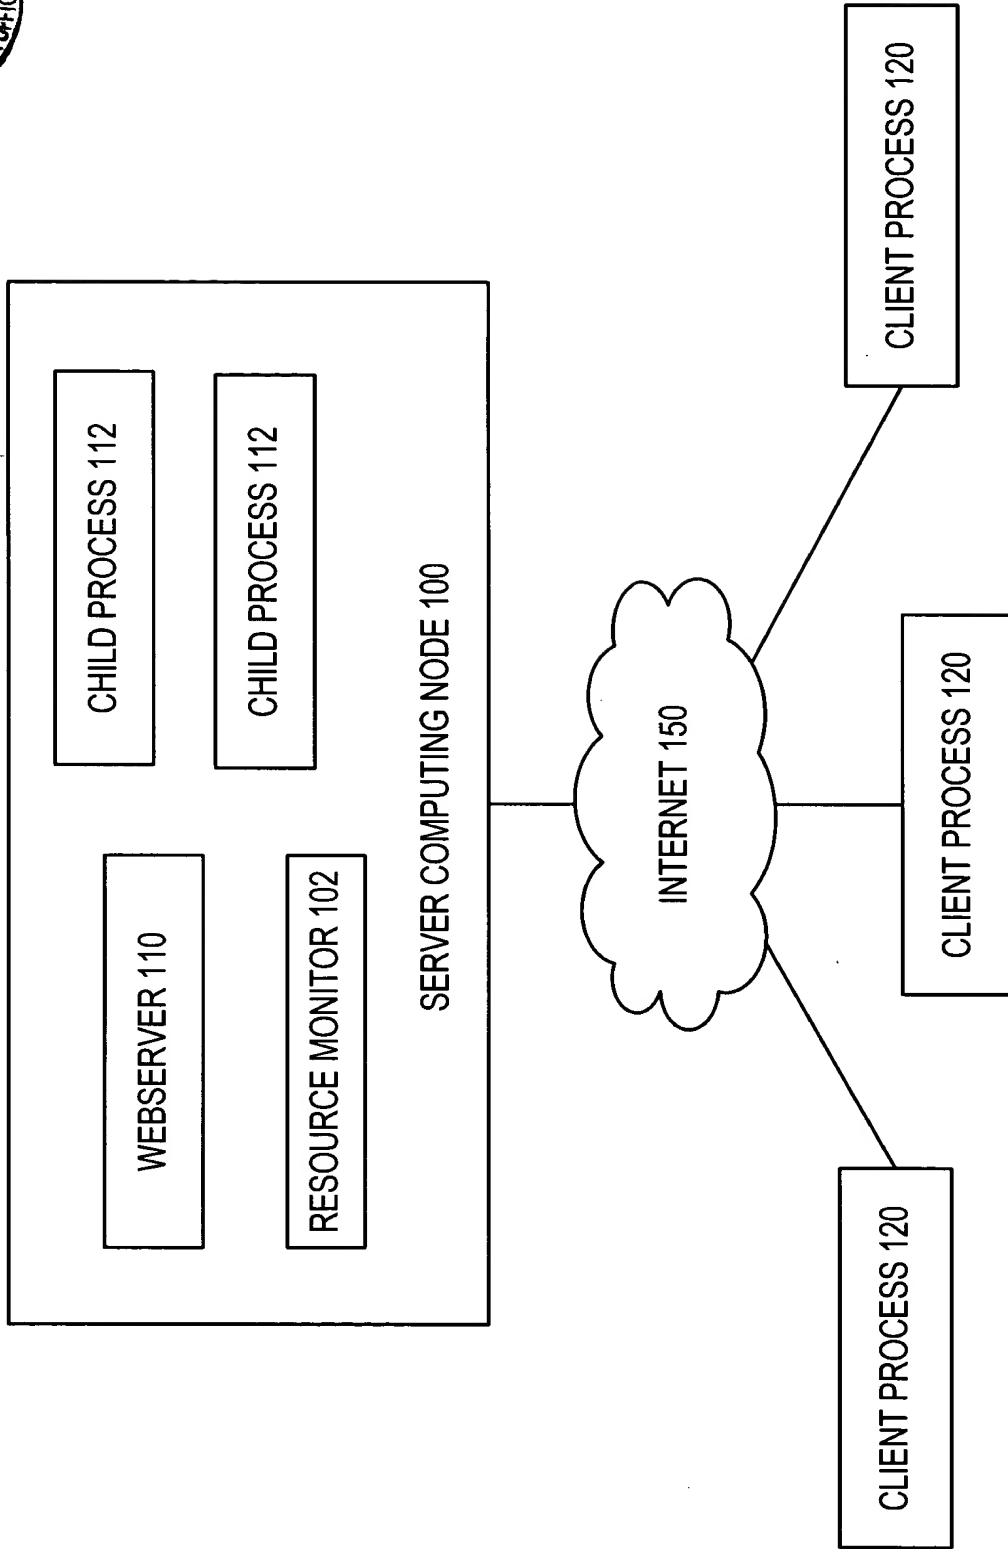 WEBSERVER 110
CHILD PROCESS 112
RESOURCE MONITOR 102
CHILD PROCESS 112
SERVER COMPUTING NODE 100
INTERNET 150
CLIENT PROCESS 120
CLIENT PROCESS 120
CLIENT PROCESS 120